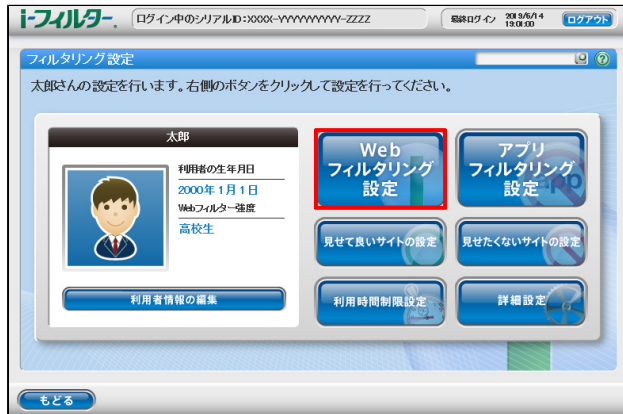 i-フィルター. ログイン中のシリアルID:XXXX-YYYYYYYYY-ZZZZ 最終ログイン 2019/6/14 19:01:00 ログアウト
フィルタリング設定 ?
太郎さんの設定を行います。右側のボタンをクリックして設定を行ってください。
太郎
利用者の生年月日
2000年1月1日
Webフィルター強度
高校生
利用者情報の編集
Web
フィルタリング
設定
アプリ
フィルタリング
設定
app
見せて良いサイトの設定
見せたくないサイトの設定
利用時間制限設定
詳細設定
もどる